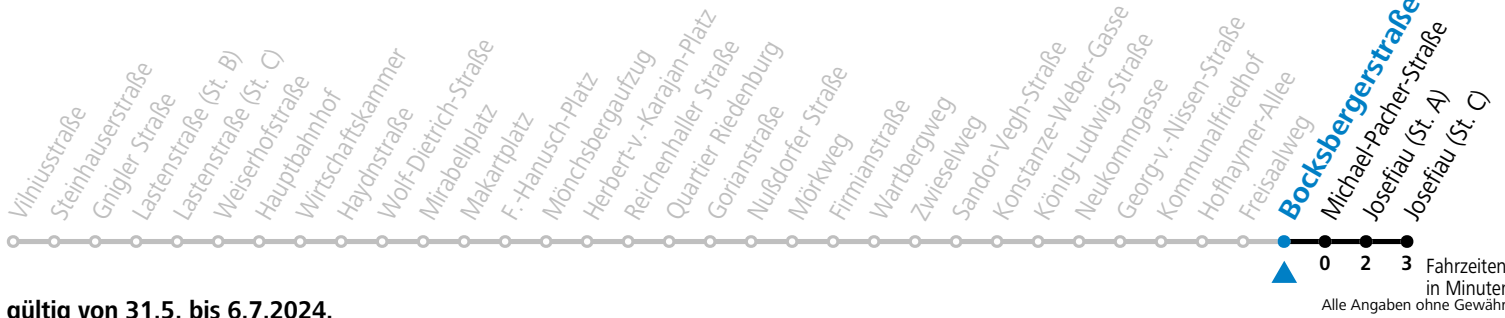 Vilniusstraße
Steinhauserstraße
Gnigler Straße
Lastenstraße (St. B)
Lastenstraße (St. C)
Weiserhofstraße
Hauptbahnhof
Wirtschaftskammer
Haydnstraße
Wolf-Dietrich-Straße
Mirabellplatz
Makartplatz
F.-Hanusch-Platz
Mönchsbergaufzug
Herbert-v.-Karajan-Platz
Reichenhaller Straße
Quartier Riedenburg
Gorianstraße
Nußdorfer Straße
Mörkweg
Firmianstraße
Wartbergweg
Zwieselweg
Sandor-Vegh-Straße
Konstanze-Weber-Gasse
König-Ludwig-Straße
Neukommgasse
Georg-v.-Nissen-Straße
Kommunalfriedhof
Hofhaymer-Allee
Freisaalweg
Bocksbergerstraße
Michael-Pacher-Straße
Josefiau (St. A)
Josefiau (St. C)
0 2 3 Fahrzeiten
in Minuten
Alle Angaben ohne Gewähr
gültig von 31.5. bis 6.7.2024.